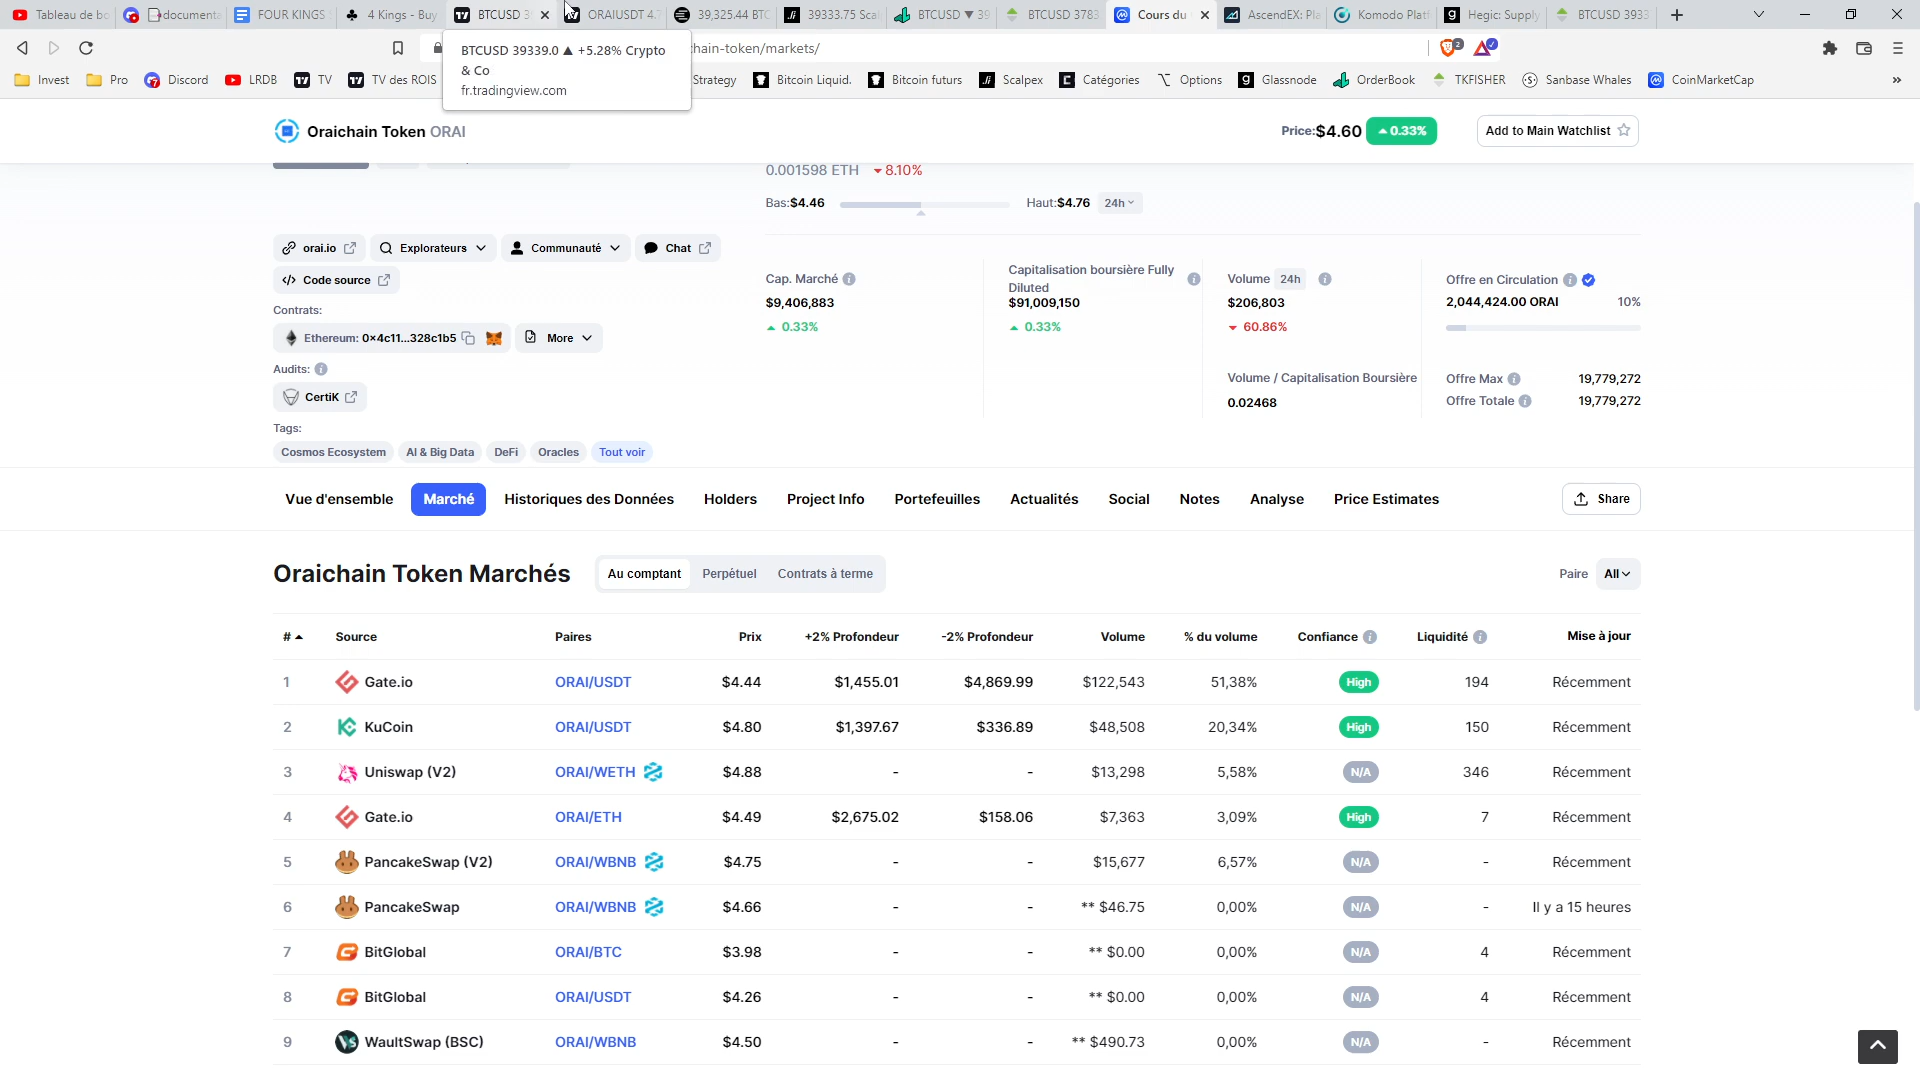 Tableau de bo
documenta
FOUR KINGS
4 Kings - Buy
BTCUSD 3
ORAIUSDT 4.7
39,325.44 BTC
39333.75 Scal
BTCUSD ▼ 39
BTCUSD 3783
Cours du
AscendEX: Pla
Komodo Platf
Hegic: Supply
BTCUSD 3933
hain-token/markets/
2
BTCUSD 39339.0 ▲ +5.28% Crypto
& Co
fr.tradingview.com
Invest
Pro
Discord
LRDB
TV
TV des ROIS
Strategy
Bitcoin Liquid.
Bitcoin futurs
Scalpex
Catégories
Options
Glassnode
OrderBook
TKFISHER
Sanbase Whales
CoinMarketCap
»
Oraichain Token ORAI
Price:$4.60
0.33%
Add to Main Watchlist
0.001598 ETH
8.10%
Bas:$4.46
Haut:$4.76
24h
orai.io
Explorateurs
Communauté
Chat
Code source
Contrats:
Ethereum: 0x4c11...328c1b5
More
Audits:
CertiK
Tags:
Cosmos Ecosystem
AI & Big Data
DeFi
Oracles
Tout voir
Cap. Marché
$9,406,883
0.33%
Capitalisation boursière Fully
Diluted
$91,009,150
0.33%
Volume 24h
$206,803
60.86%
Volume / Capitalisation Boursière
0.02468
Offre en Circulation
2,044,424.00 ORAI 10%
Offre Max 19,779,272
Offre Totale 19,779,272
Vue d'ensemble
Marché
Historiques des Données
Holders
Project Info
Portefeuilles
Actualités
Social
Notes
Analyse
Price Estimates
Share
Oraichain Token Marchés
Au comptant
Perpétuel
Contrats à terme
Paire All
# Source Paires Prix +2% Profondeur -2% Profondeur Volume % du volume Confiance Liquidité Mise à jour
1 Gate.io ORAI/USDT $4.44 $1,455.01 $4,869.99 $122,543 51,38% High 194 Récemment
2 KuCoin ORAI/USDT $4.80 $1,397.67 $336.89 $48,508 20,34% High 150 Récemment
3 Uniswap (V2) ORAI/WETH $4.88 - - $13,298 5,58% N/A 346 Récemment
4 Gate.io ORAI/ETH $4.49 $2,675.02 $158.06 $7,363 3,09% High 7 Récemment
5 PancakeSwap (V2) ORAI/WBNB $4.75 - - $15,677 6,57% N/A - Récemment
6 PancakeSwap ORAI/WBNB $4.66 - - ** $46.75 0,00% N/A - Il y a 15 heures
7 BitGlobal ORAI/BTC $3.98 - - ** $0.00 0,00% N/A 4 Récemment
8 BitGlobal ORAI/USDT $4.26 - - ** $0.00 0,00% N/A 4 Récemment
9 WaultSwap (BSC) ORAI/WBNB $4.50 - - ** $490.73 0,00% N/A - Récemment